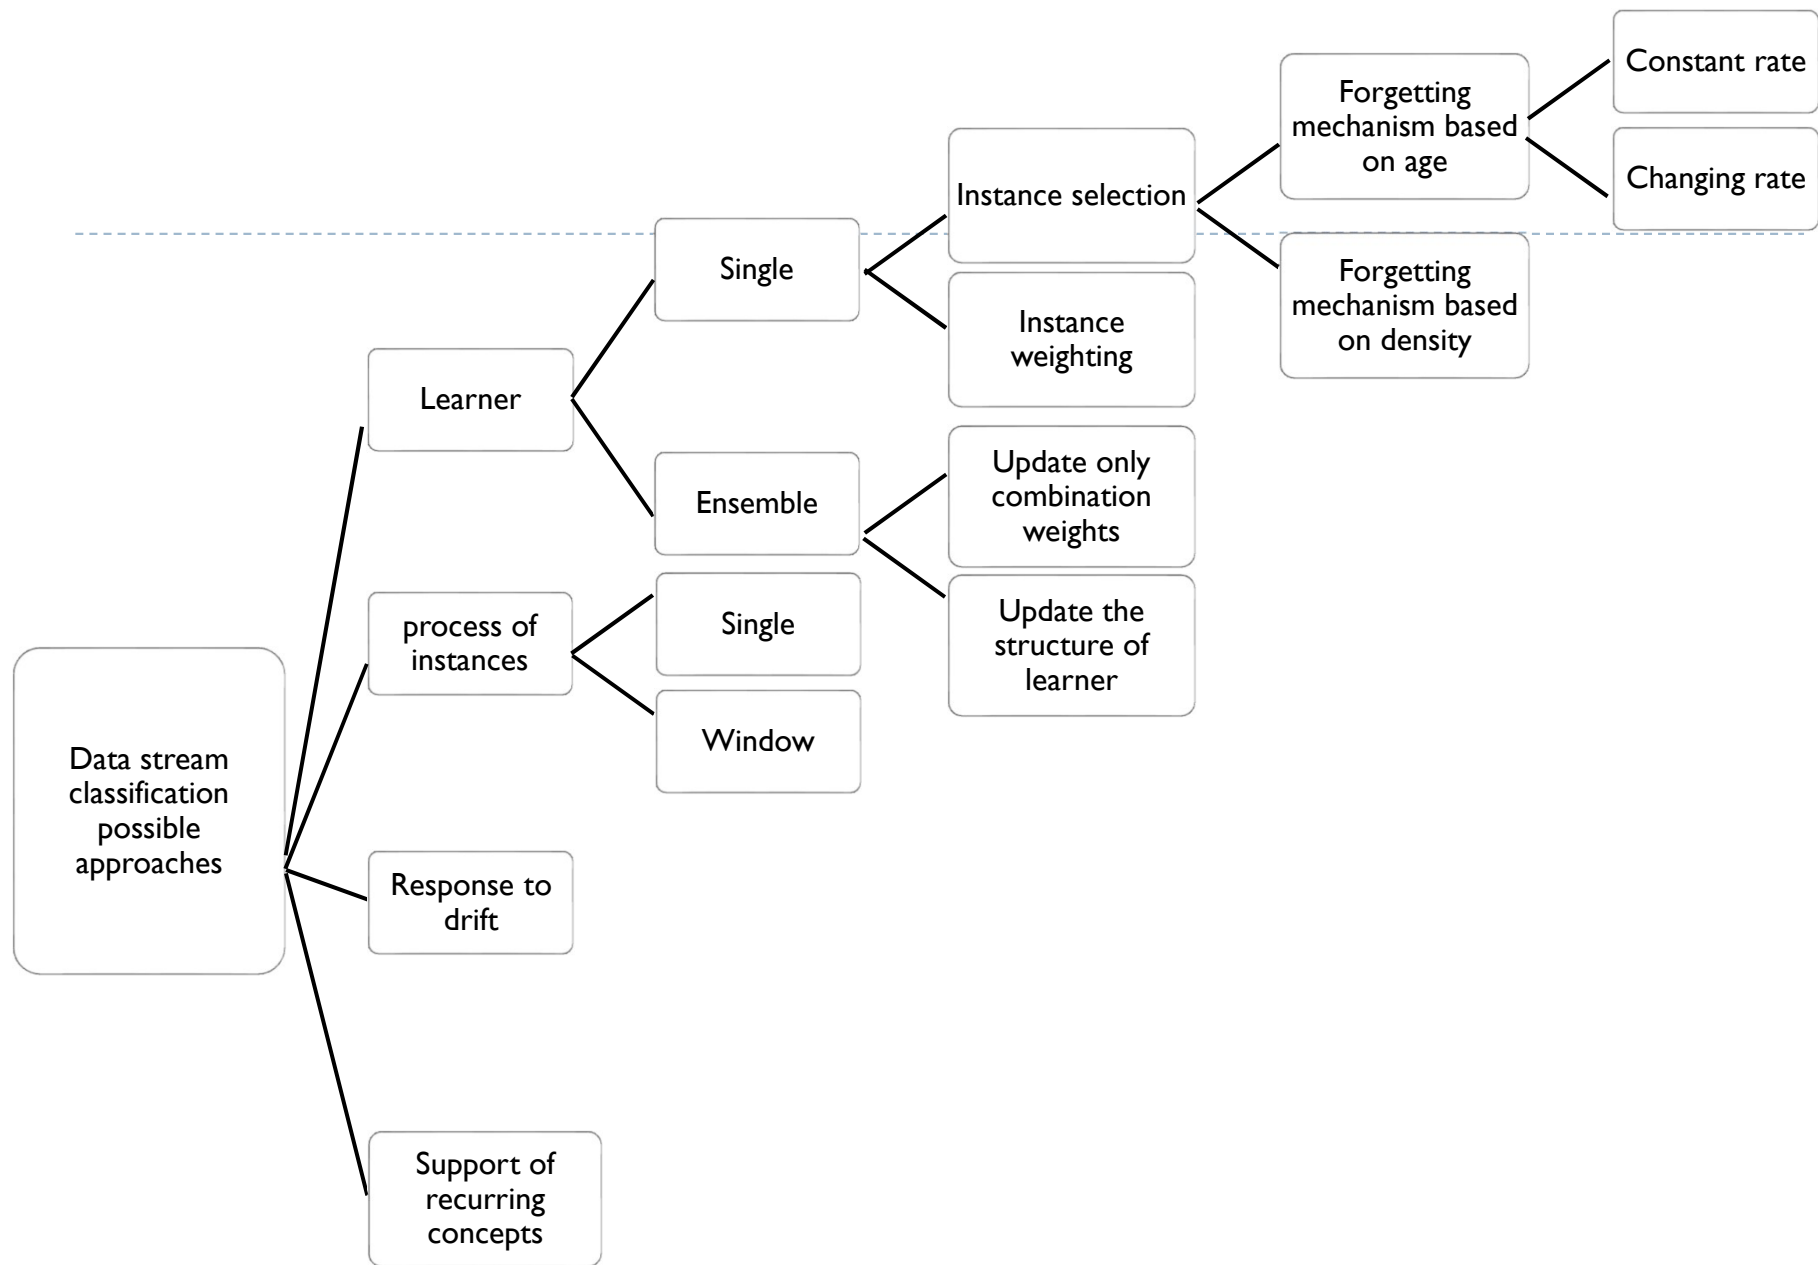 Data stream
classification
possible
approaches
Learner
Single
Instance selection
Forgetting
mechanism based
on age
Constant rate
Changing rate
Forgetting
mechanism based
on density
Instance
weighting
Ensemble
Update only
combination
weights
Update the
structure of
learner
process of
instances
Single
Window
Response to
drift
Support of
recurring
concepts